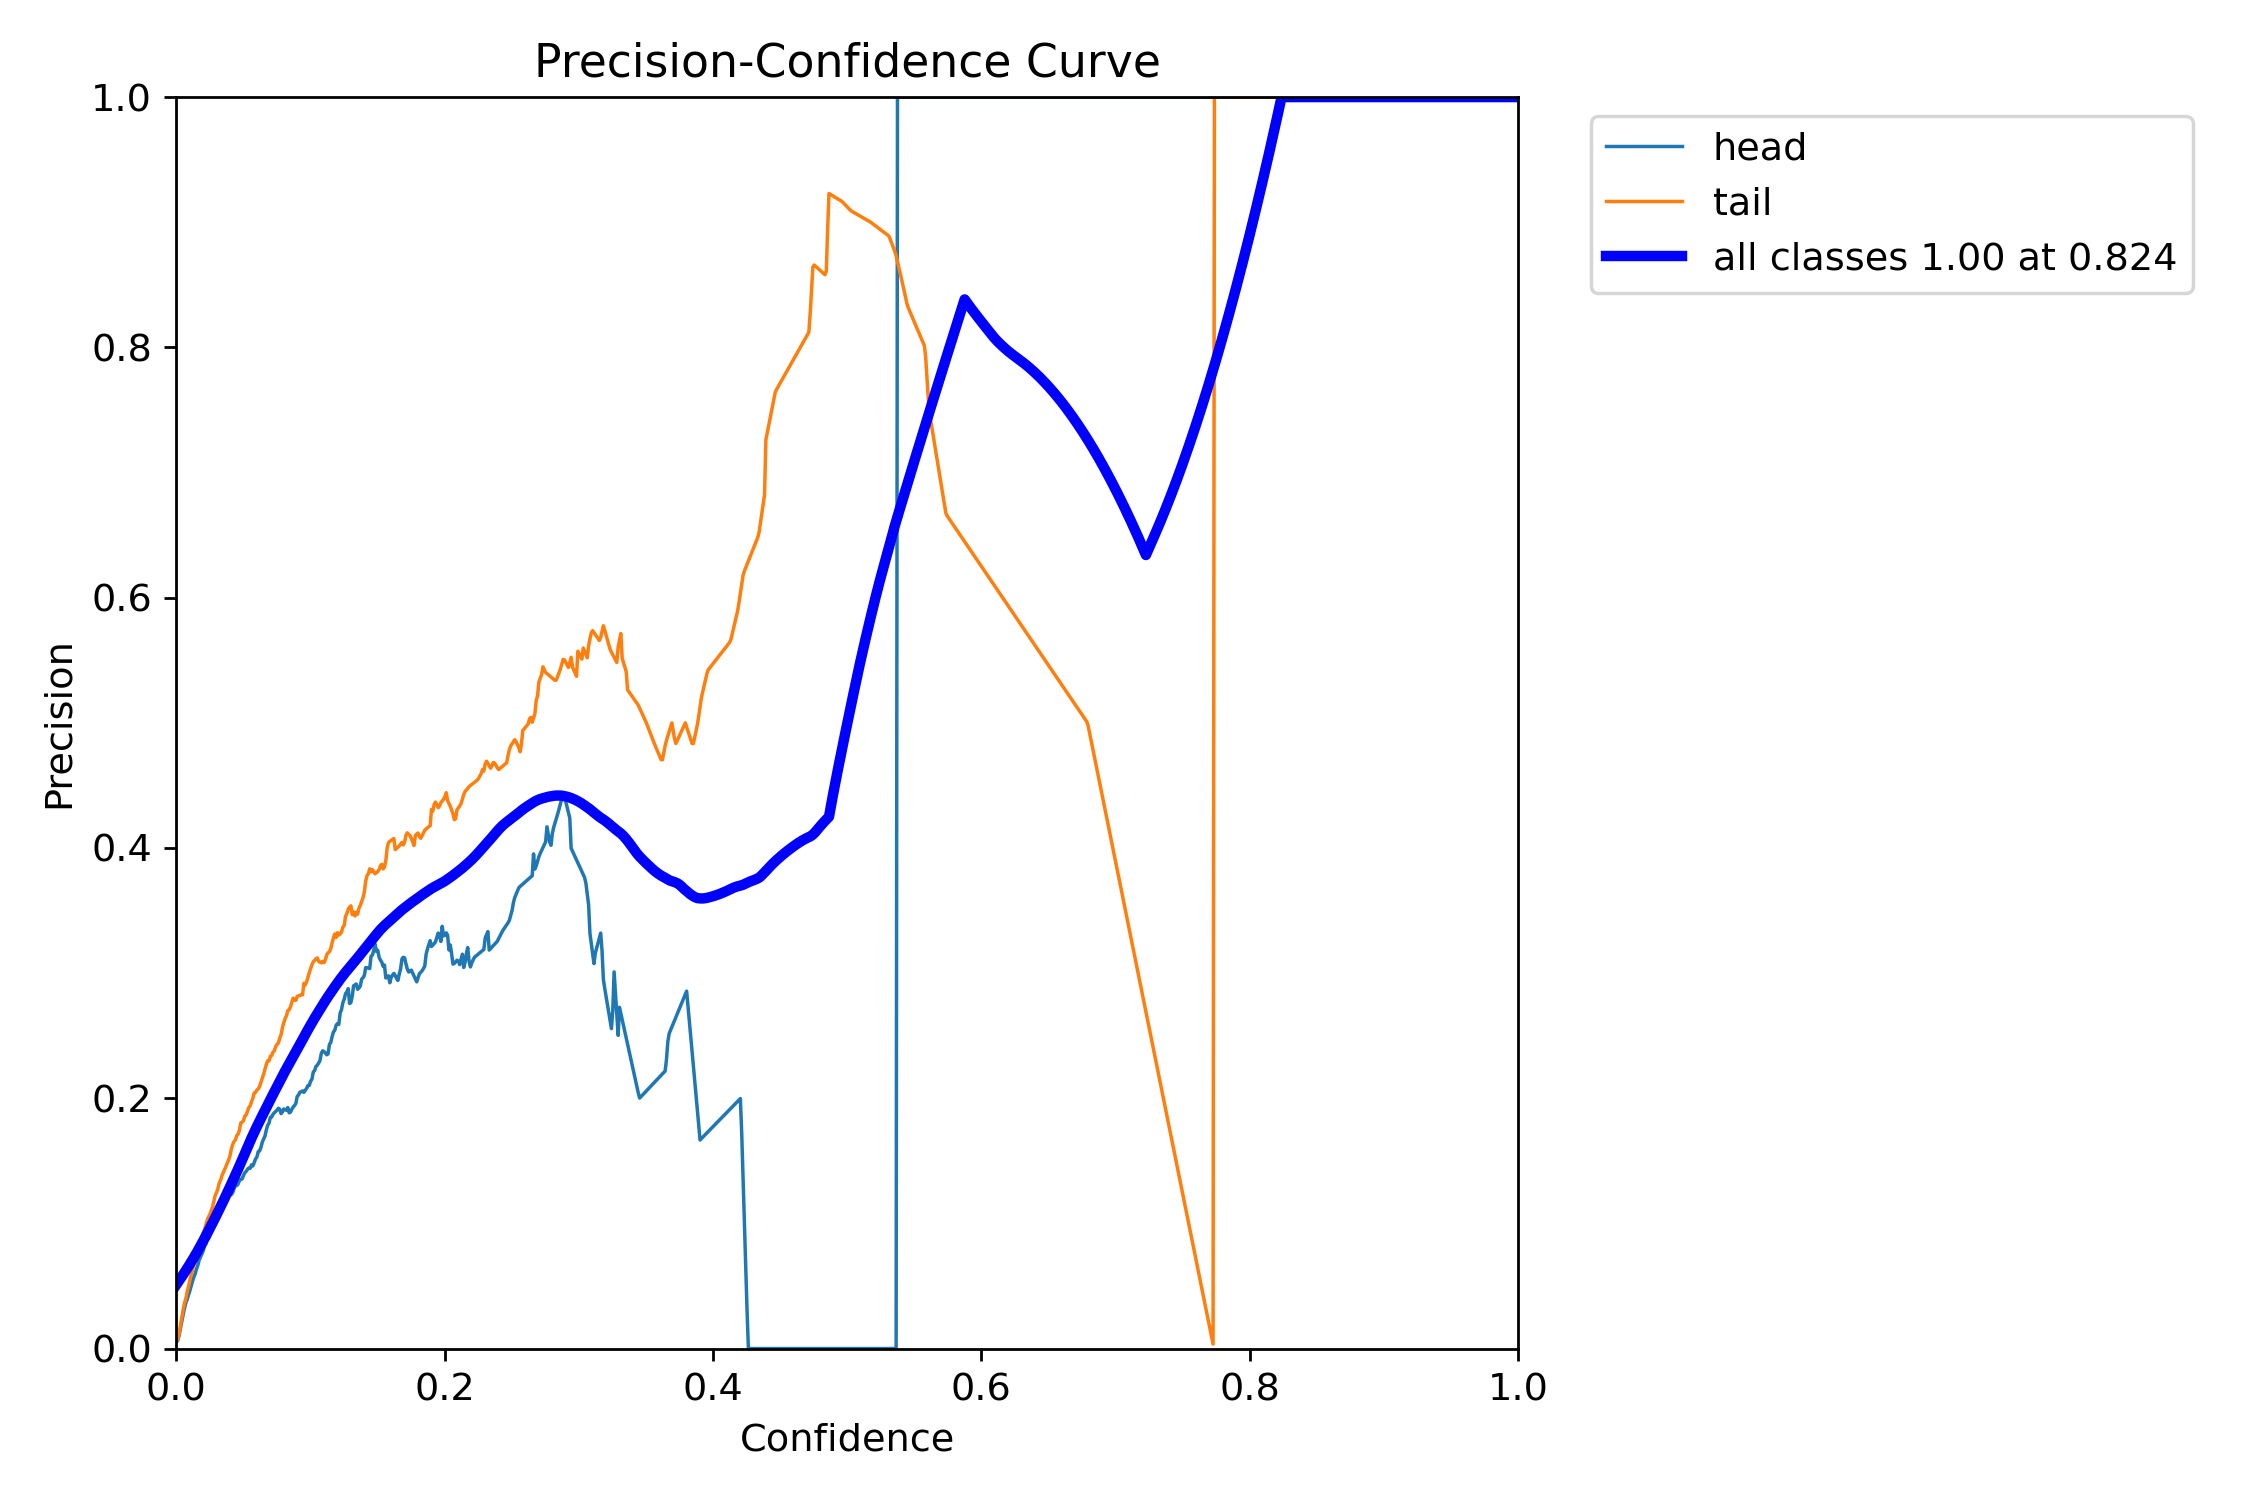 Precision-Confidence Curve
1.0
0.8
0.6
0.4
0.2
0.0
Precision
0.0 0.2 0.4 0.6 0.8 1.0
Confidence
head
tail
all classes 1.00 at 0.824